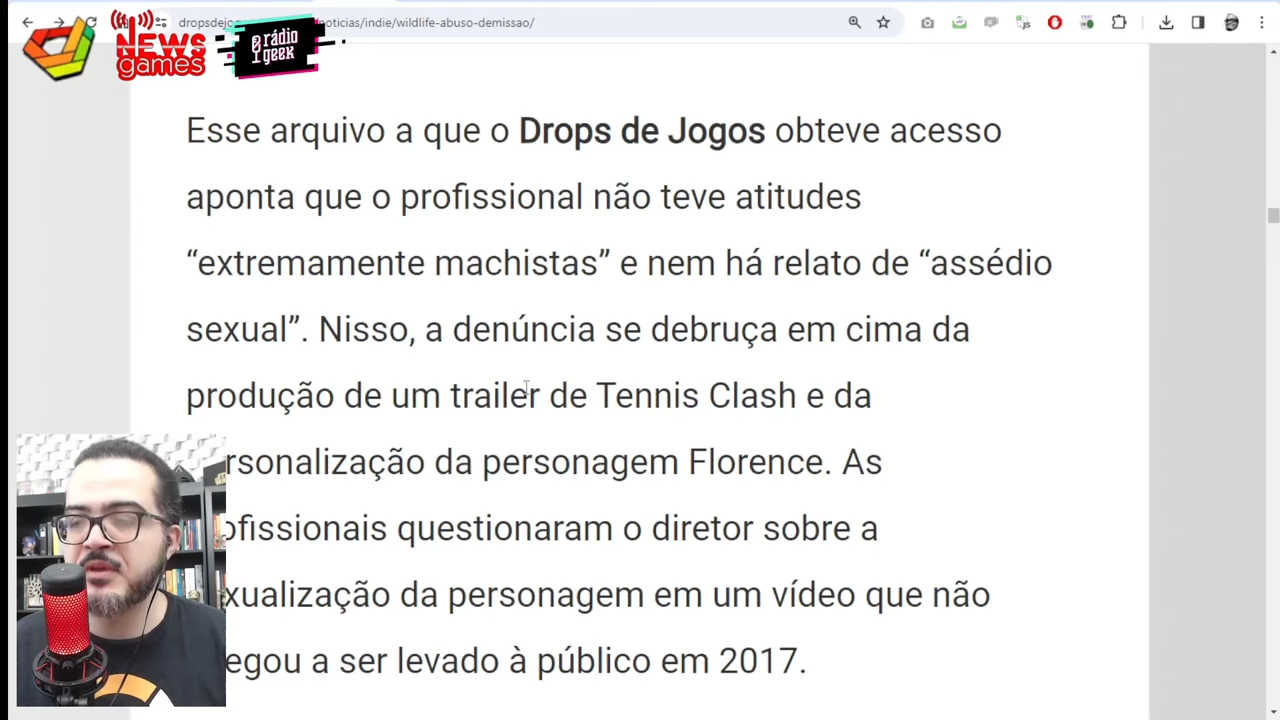 dropsdejo
noticias/indie/wildlife-abuso-demissao/
NEWS
games
rádio
geek
Esse arquivo a que o Drops de Jogos obteve acesso
aponta que o profissional não teve atitudes
“extremamente machistas” e nem há relato de “assédio
sexual”. Nisso, a denúncia se debruça em cima da
produção de um trailer de Tennis Clash e da
rsonalização da personagem Florence. As
ofissionais questionaram o diretor sobre a
xualização da personagem em um vídeo que não
egou a ser levado à público em 2017.